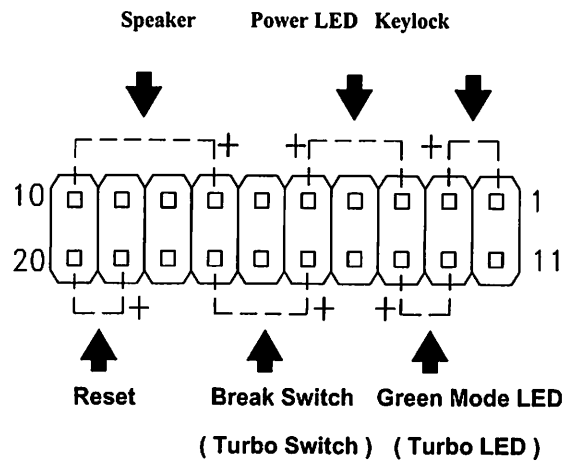 Speaker Power LED Keylock
+ + +
10 1
20 11
+ + +
Reset Break Switch Green Mode LED
( Turbo Switch ) ( Turbo LED )